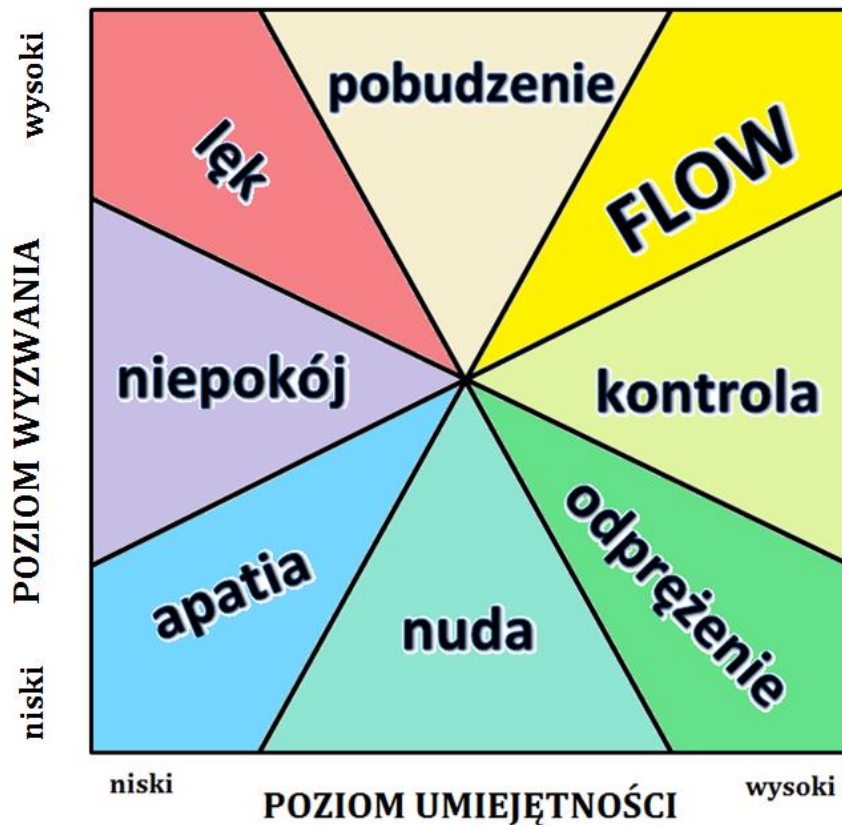 wysoki
POZIOM WYZWANIA
niski
pobudzenie
lęk
FLOW
niepokój
kontrola
apatia
nuda
odprężenie
niski
wysoki
POZIOM UMIEJĘTNOŚCI